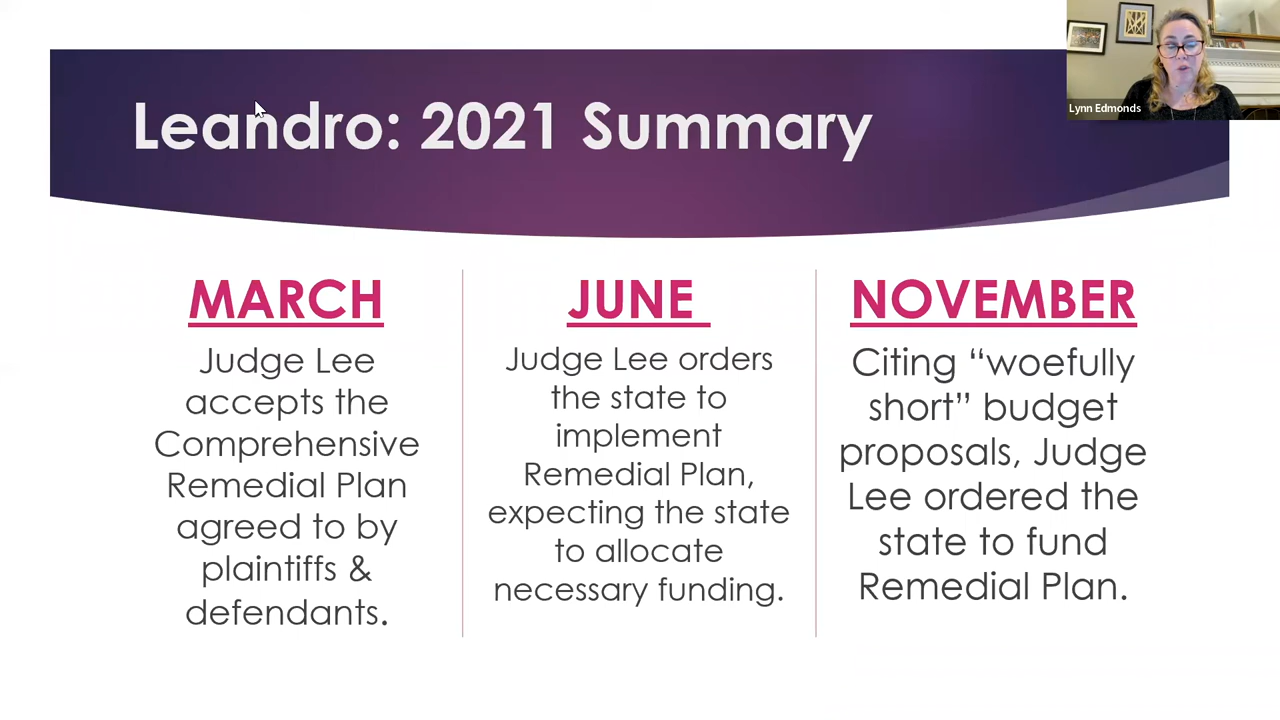 Lynn Edmonds
Leandro: 2021 Summary
MARCH
Judge Lee
accepts the
Comprehensive
Remedial Plan
agreed to by
plaintiffs &
defendants.
JUNE
Judge Lee orders
the state to
implement
Remedial Plan,
expecting the state
to allocate
necessary funding.
NOVEMBER
Citing “woefully
short” budget
proposals, Judge
Lee ordered the
state to fund
Remedial Plan.